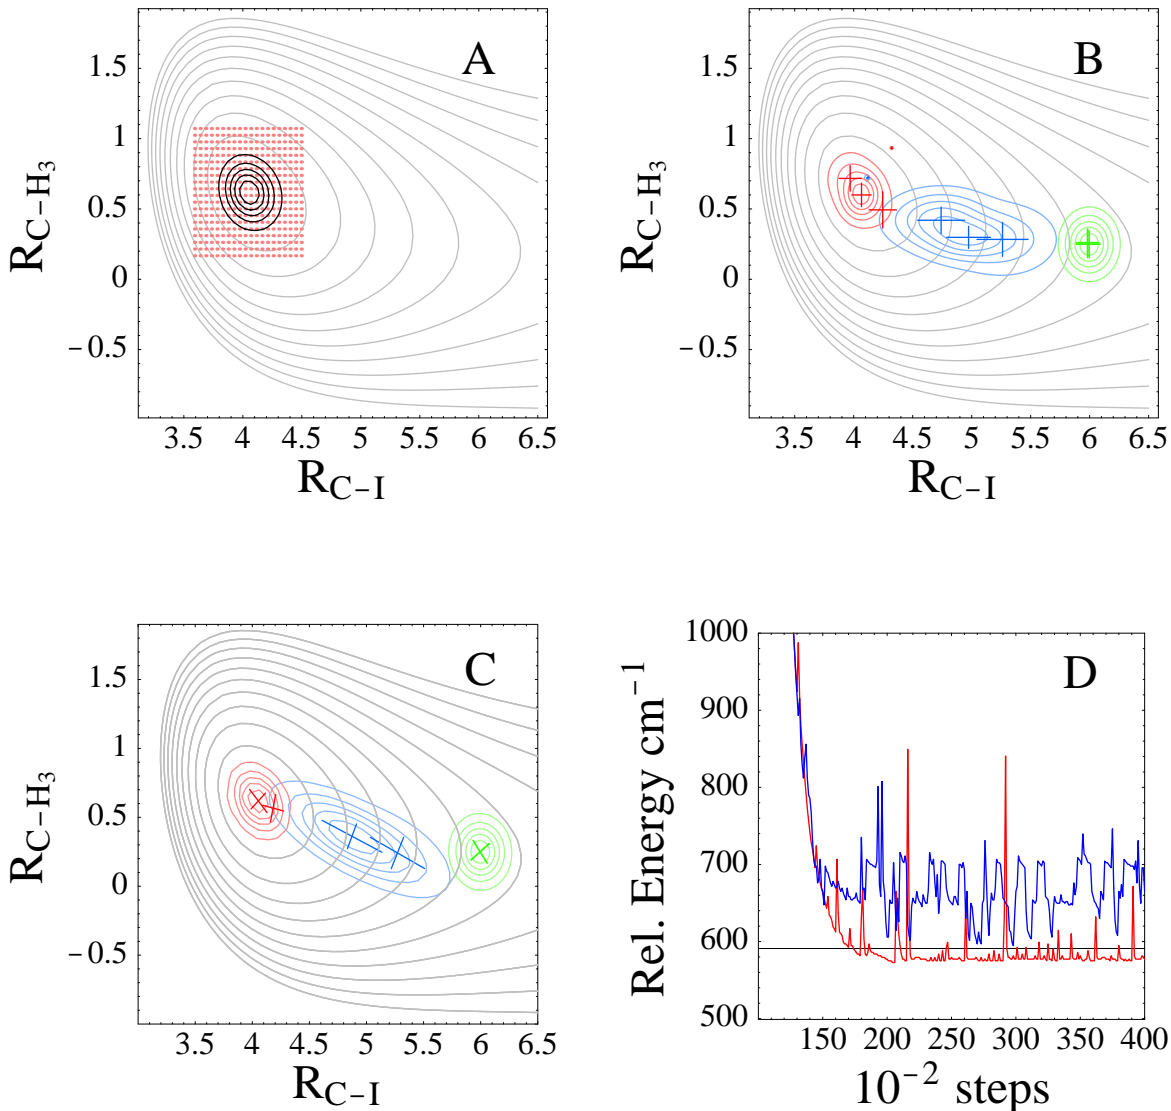 A
1.5
1
0.5
0
-0.5
R_{C-H_3}
3.5 4 4.5 5 5.5 6 6.5
R_{C-I}
B
1.5
1
0.5
0
-0.5
R_{C-H_3}
3.5 4 4.5 5 5.5 6 6.5
R_{C-I}
C
1.5
1
0.5
0
-0.5
R_{C-H_3}
3.5 4 4.5 5 5.5 6 6.5
R_{C-I}
D
1000
900
800
700
600
500
Rel. Energy cm⁻¹
150 200 250 300 350 400
10⁻² steps